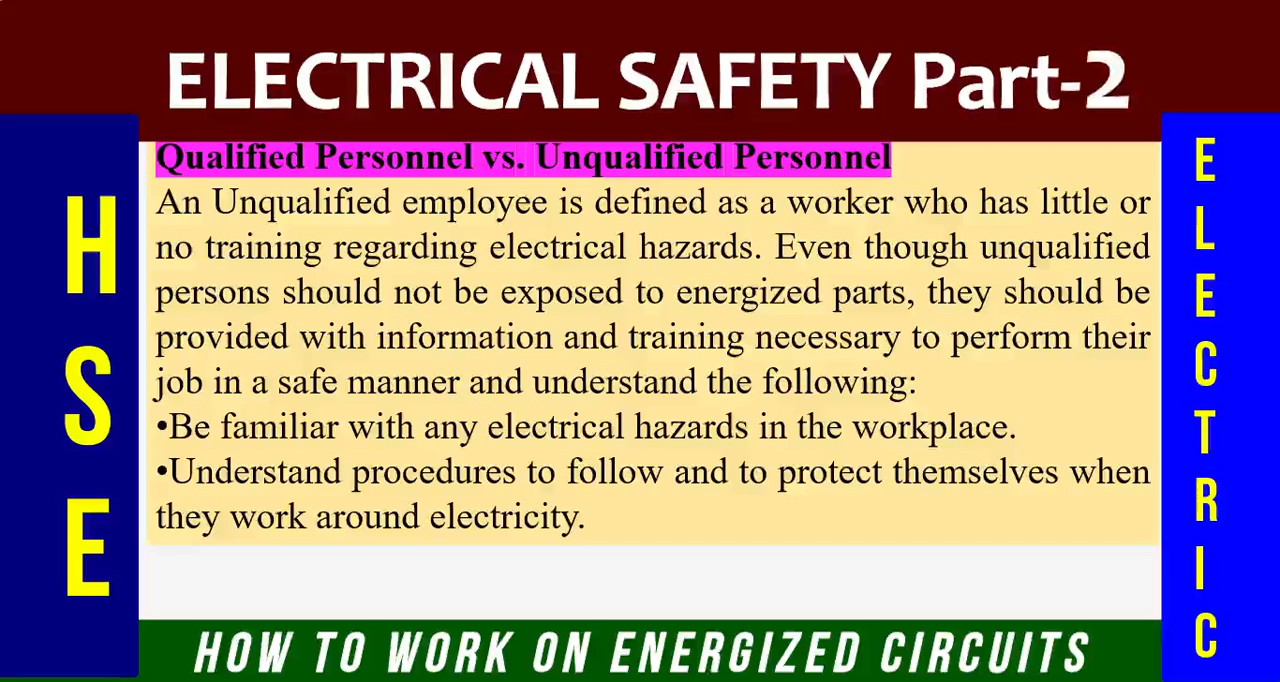 ELECTRICAL SAFETY Part-2
HSE
Qualified Personnel vs. Unqualified Personnel
An Unqualified employee is defined as a worker who has little or
no training regarding electrical hazards. Even though unqualified
persons should not be exposed to energized parts, they should be
provided with information and training necessary to perform their
job in a safe manner and understand the following:
•Be familiar with any electrical hazards in the workplace.
•Understand procedures to follow and to protect themselves when
they work around electricity.
ELECTRIC
HOW TO WORK ON ENERGIZED CIRCUITS